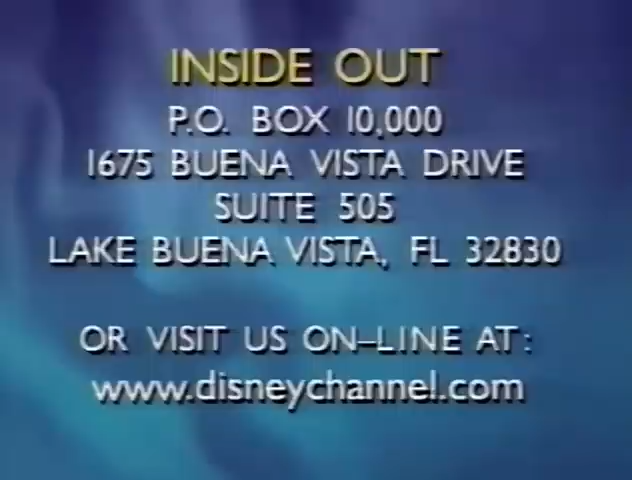 INSIDE OUT
P.O. BOX 10,000
1675 BUENA VISTA DRIVE
SUITE 505
LAKE BUENA VISTA, FL 32830
OR VISIT US ON–LINE AT:
www.disneychannel.com